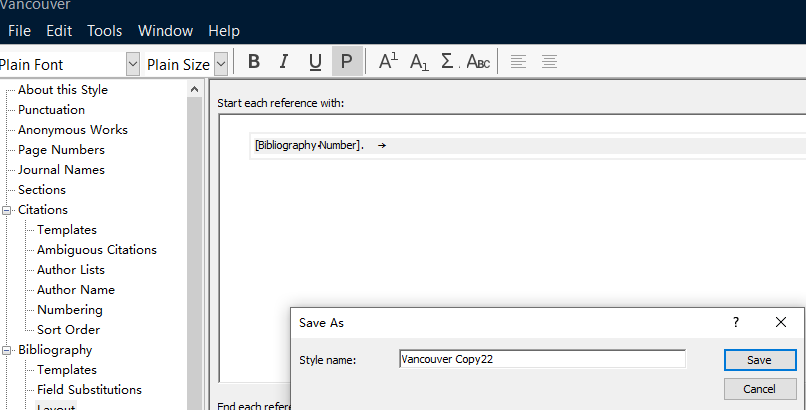 Vancouver
File Edit Tools Window Help
Plain Font Plain Size B I U P A¹ A₁ Σ ABC
About this Style
Punctuation
Anonymous Works
Page Numbers
Journal Names
Sections
Citations
Templates
Ambiguous Citations
Author Lists
Author Name
Numbering
Sort Order
Bibliography
Templates
Field Substitutions
Layout
Start each reference with:
[Bibliography·Number]. →
Save As ? ×
Style name: Vancouver Copy22 Save
Cancel
End each refere